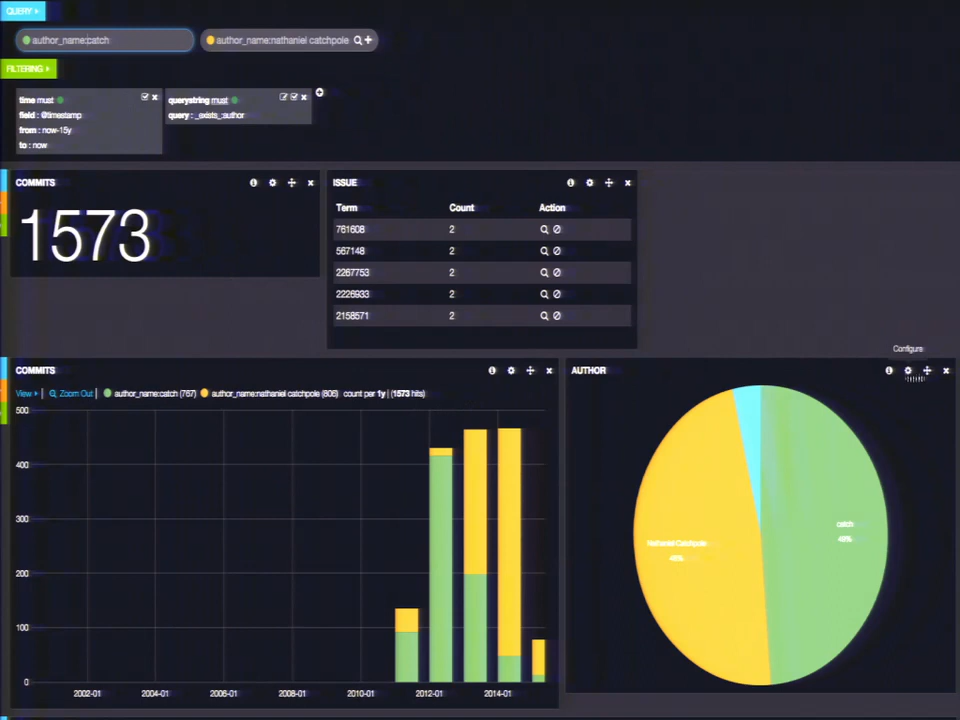 QUERY
author_name:catch
author_name:nathaniel catchpole
FILTERING
time must
field : @timestamp
from : now-15y
to : now
querystring must
query : _exists_:author
COMMITS
1573
ISSUE
Term Count Action
761608 2
567148 2
2267753 2
2226933 2
2158571 2
Configure
COMMITS
View | Zoom Out | author_name:catch (767) author_name:nathaniel catchpole (806) count per 1y | (1573 hits)
500
400
300
200
100
0
2002-01 2004-01 2006-01 2008-01 2010-01 2012-01 2014-01
AUTHOR
catch
49%
Nathaniel Catchpole